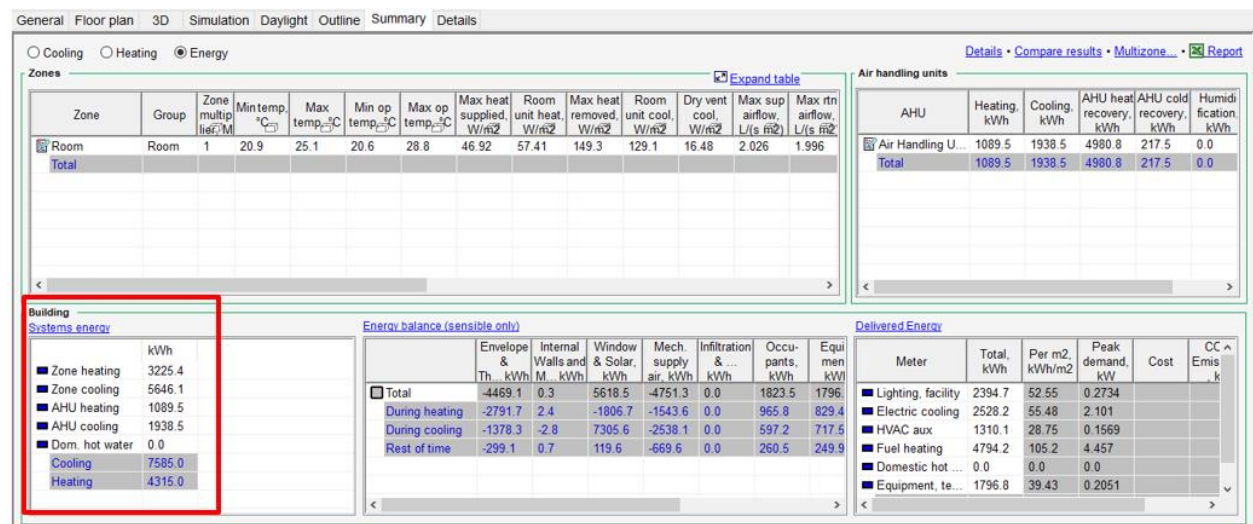 General Floor plan 3D Simulation Daylight Outline Summary Details
Cooling Heating Energy
Details • Compare results • Multizone... • Report
Zones
Expand table
Zone Group Zone multip lier, M Min temp, °C Max temp, °C Min op temp, °C Max op temp, °C Max heat supplied, W/m2 Room unit heat, W/m2 Max heat removed, W/m2 Room unit cool, W/m2 Dry vent cool, W/m2 Max sup airflow, L/(s m2) Max rtn airflow, L/(s m2)
Room Room 1 20.9 25.1 20.6 28.8 46.92 57.41 149.3 129.1 16.48 2.026 1.996
Total
Air handling units
AHU Heating, kWh Cooling, kWh AHU heat recovery, kWh AHU cold recovery, kWh Humidi fication, kWh
Air Handling U... 1089.5 1938.5 4980.8 217.5 0.0
Total 1089.5 1938.5 4980.8 217.5 0.0
Building
Systems energy
kWh
Zone heating 3225.4
Zone cooling 5646.1
AHU heating 1089.5
AHU cooling 1938.5
Dom. hot water 0.0
Cooling 7585.0
Heating 4315.0
Energy balance (sensible only)
Envelope & Th... kWh Internal Walls and M... kWh Window & Solar, kWh Mech. supply air, kWh Infiltration & ... kWh Occu- pants, kWh Equi men kWl
Total -4469.1 0.3 5618.5 -4751.3 0.0 1823.5 1796.
During heating -2791.7 2.4 -1806.7 -1543.6 0.0 965.8 829.4
During cooling -1378.3 -2.8 7305.6 -2538.1 0.0 597.2 717.5
Rest of time -299.1 0.7 119.6 -669.6 0.0 260.5 249.9
Delivered Energy
Meter Total, kWh Per m2, kWh/m2 Peak demand, kW Cost Emis
Lighting, facility 2394.7 52.55 0.2734
Electric cooling 2528.2 55.48 2.101
HVAC aux 1310.1 28.75 0.1569
Fuel heating 4794.2 105.2 4.457
Domestic hot ... 0.0 0.0 0.0
Equipment, te... 1796.8 39.43 0.2051